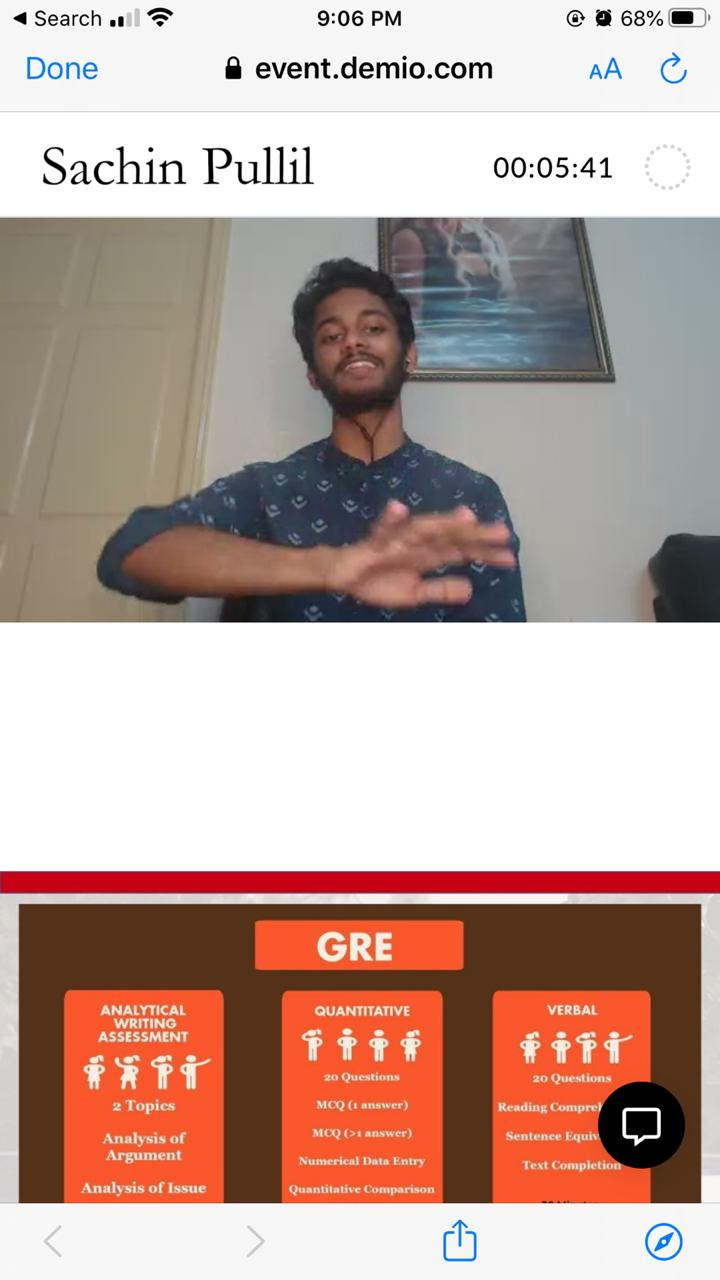 Search
9:06 PM
68%
Done
event.demio.com
AA
Sachin Pullil
00:05:41
GRE
ANALYTICAL
WRITING
ASSESSMENT
2 Topics
Analysis of
Argument
Analysis of Issue
QUANTITATIVE
20 Questions
MCQ (1 answer)
MCQ (>1 answer)
Numerical Data Entry
Quantitative Comparison
VERBAL
20 Questions
Reading
Sentence
Text Completion